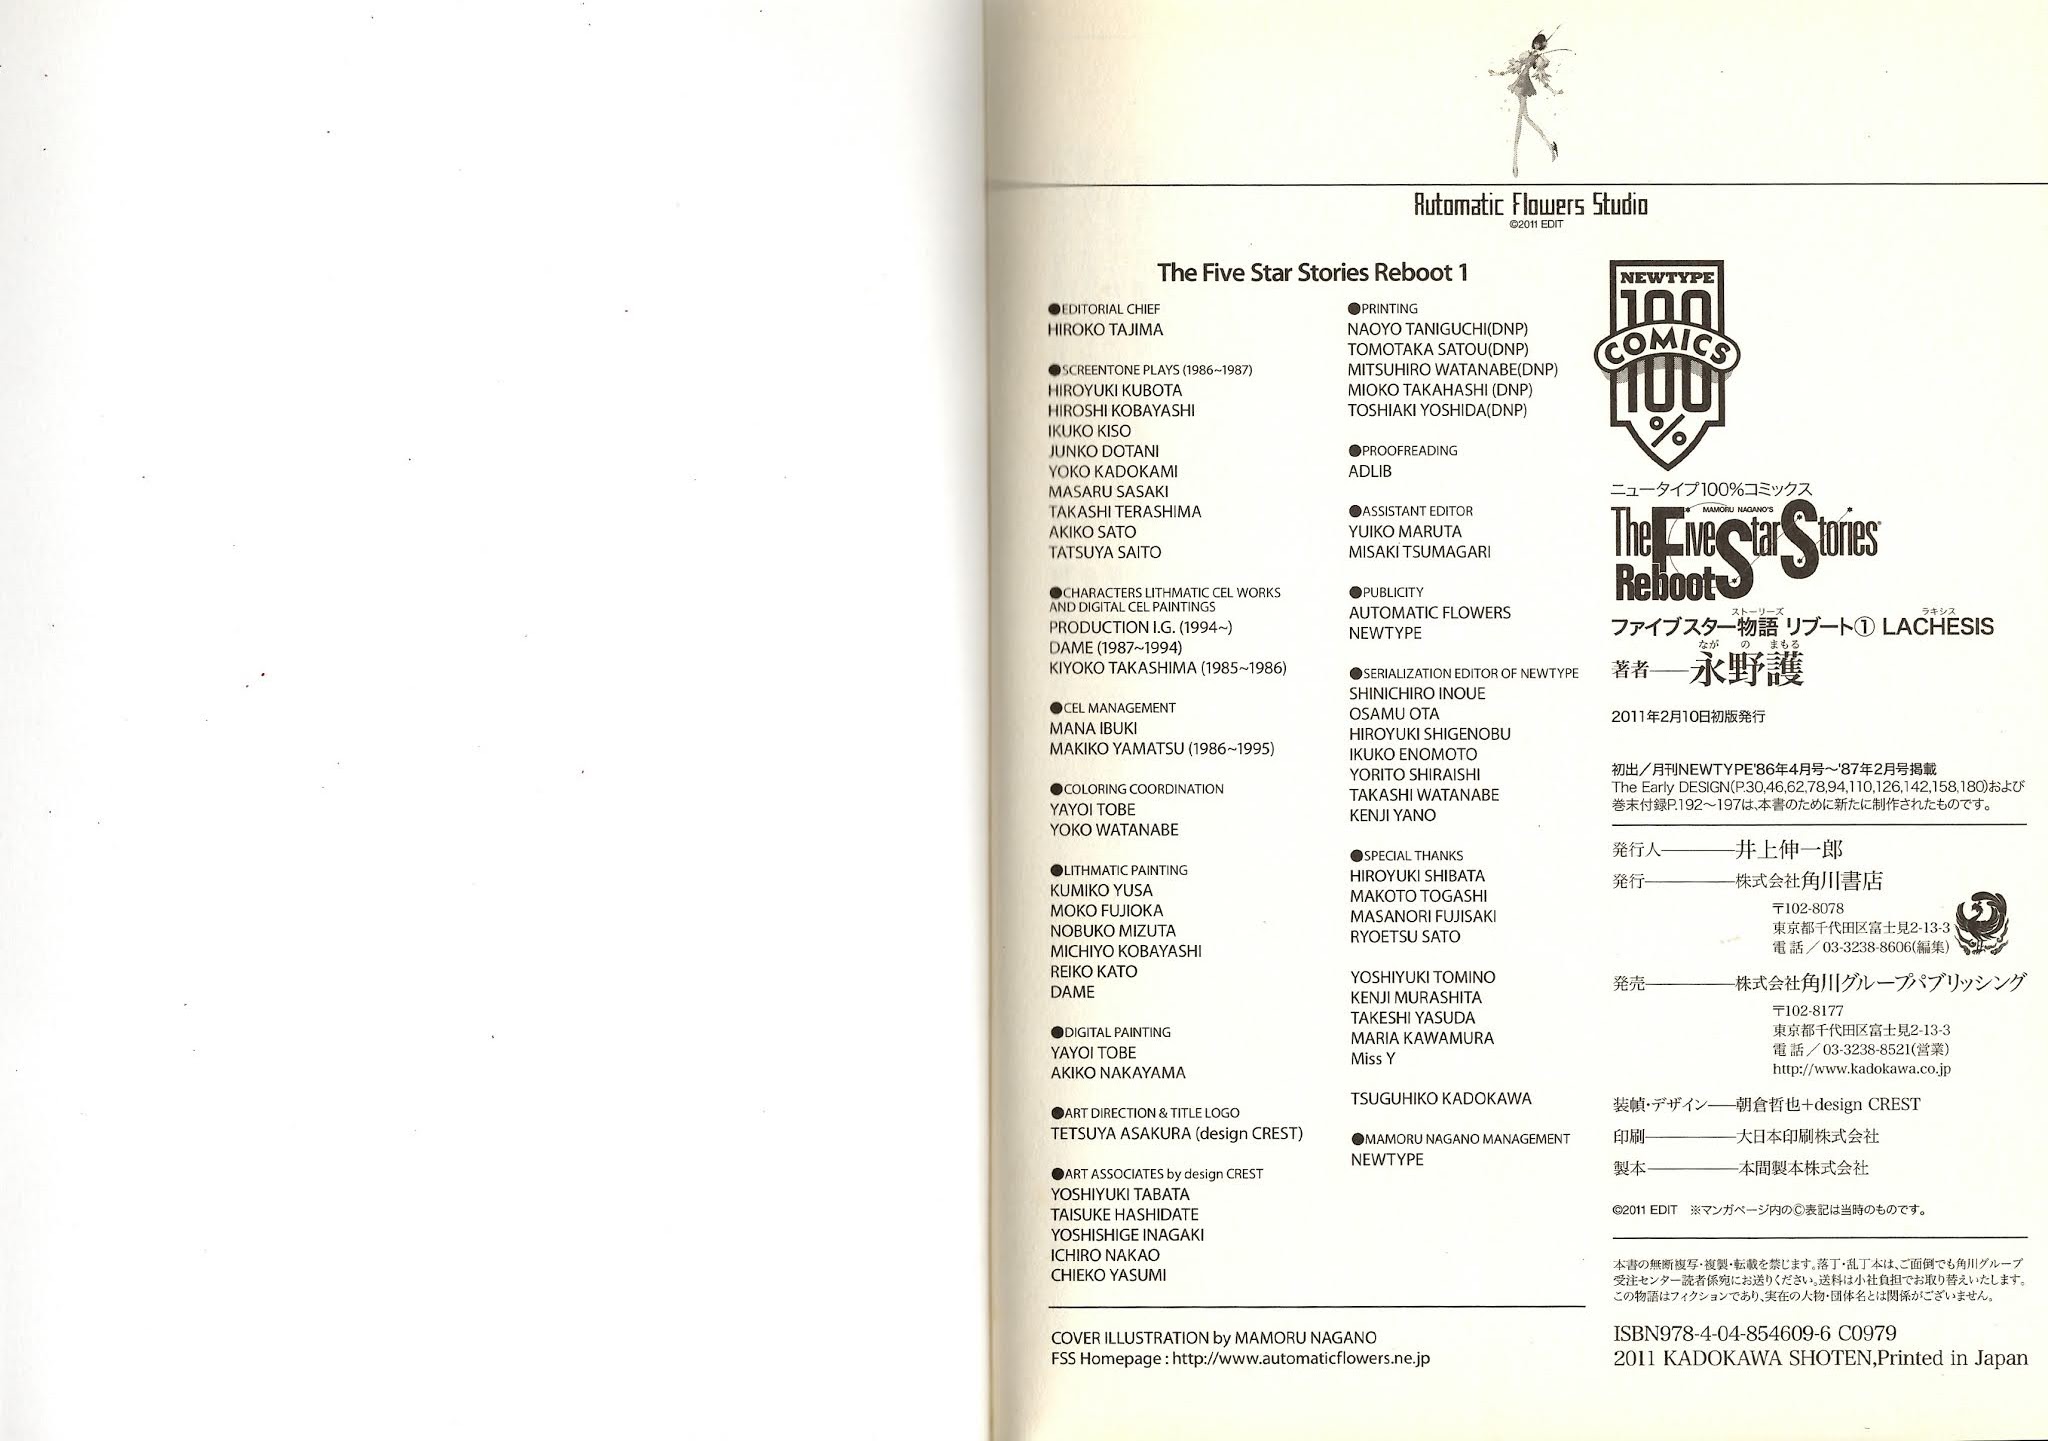 Automatic Flowers Studio
©2011 EDIT
The Five Star Stories Reboot 1
●EDITORIAL CHIEF
HIROKO TAJIMA
●SCREENTONE PLAYS (1986~1987)
HIROYUKI KUBOTA
HIROSHI KOBAYASHI
IKUKO KISO
JUNKO DOTANI
YOKO KADOKAMI
MASARU SASAKI
TAKASHI TERASHIMA
AKIKO SATO
TATSUYA SAITO
●CHARACTERS LITHMATIC CEL WORKS
AND DIGITAL CEL PAINTINGS
PRODUCTION I.G. (1994~)
DAME (1987~1994)
KIYOKO TAKASHIMA (1985~1986)
●CEL MANAGEMENT
MANA IBUKI
MAKIKO YAMATSU (1986~1995)
●COLORING COORDINATION
YAYOI TOBE
YOKO WATANABE
●LITHMATIC PAINTING
KUMIKO YUSA
MOKO FUJIOKA
NOBUKO MIZUTA
MICHIYO KOBAYASHI
REIKO KATO
DAME
●DIGITAL PAINTING
YAYOI TOBE
AKIKO NAKAYAMA
●ART DIRECTION & TITLE LOGO
TETSUYA ASAKURA (design CREST)
●ART ASSOCIATES by design CREST
YOSHIYUKI TABATA
TAISUKE HASHIDATE
YOSHISHIGE INAGAKI
ICHIRO NAKAO
CHIEKO YASUMI
●PRINTING
NAOYO TANIGUCHI(DNP)
TOMOTAKA SATOU(DNP)
MITSUHIRO WATANABE(DNP)
MIOKO TAKAHASHI (DNP)
TOSHIAKI YOSHIDA(DNP)
●PROOFREADING
ADLIB
●ASSISTANT EDITOR
YUIKO MARUTA
MISAKI TSUMAGARI
●PUBLICITY
AUTOMATIC FLOWERS
NEWTYPE
●SERIALIZATION EDITOR OF NEWTYPE
SHINICHIRO INOUE
OSAMU OTA
HIROYUKI SHIGENOBU
IKUKO ENOMOTO
YORITO SHIRAISHI
TAKASHI WATANABE
KENJI YANO
●SPECIAL THANKS
HIROYUKI SHIBATA
MAKOTO TOGASHI
MASANORI FUJISAKI
RYOETSU SATO
YOSHIYUKI TOMINO
KENJI MURASHITA
TAKESHI YASUDA
MARIA KAWAMURA
Miss Y
TSUGUHIKO KADOKAWA
●MAMORU NAGANO MANAGEMENT
NEWTYPE
COVER ILLUSTRATION by MAMORU NAGANO
FSS Homepage : http://www.automaticflowers.ne.jp
NEWTYPE
100
COMICS
100
%
ニュータイプ100%コミックス
MAMORU NAGANO'S
The Five Star Stories®
Reboot
ストーリーズ ラキシス
ファイブスター物語 リブート① LACHESIS
なが の まもる
著者──永野護
2011年2月10日初版発行
初出／月刊NEWTYPE'86年4月号～'87年2月号掲載
The Early DESIGN(P.30,46,62,78,94,110,126,142,158,180)および
巻末付録P.192～197は、本書のために新たに制作されたものです。
発行人────井上伸一郎
発行─────株式会社角川書店
〒102-8078
東京都千代田区富士見2-13-3
電話／03-3238-8606(編集)
発売─────株式会社角川グループパブリッシング
〒102-8177
東京都千代田区富士見2-13-3
電話／03-3238-8521(営業)
http://www.kadokawa.co.jp
装幀・デザイン──朝倉哲也+design CREST
印刷─────大日本印刷株式会社
製本─────本間製本株式会社
©2011 EDIT ※マンガページ内の©表記は当時のものです。
本書の無断複写・複製・転載を禁じます。落丁・乱丁本は、ご面倒でも角川グループ
受注センター読者係宛にお送りください。送料は小社負担でお取り替えいたします。
この物語はフィクションであり、実在の人物・団体名とは関係がございません。
ISBN978-4-04-854609-6 C0979
2011 KADOKAWA SHOTEN,Printed in Japan